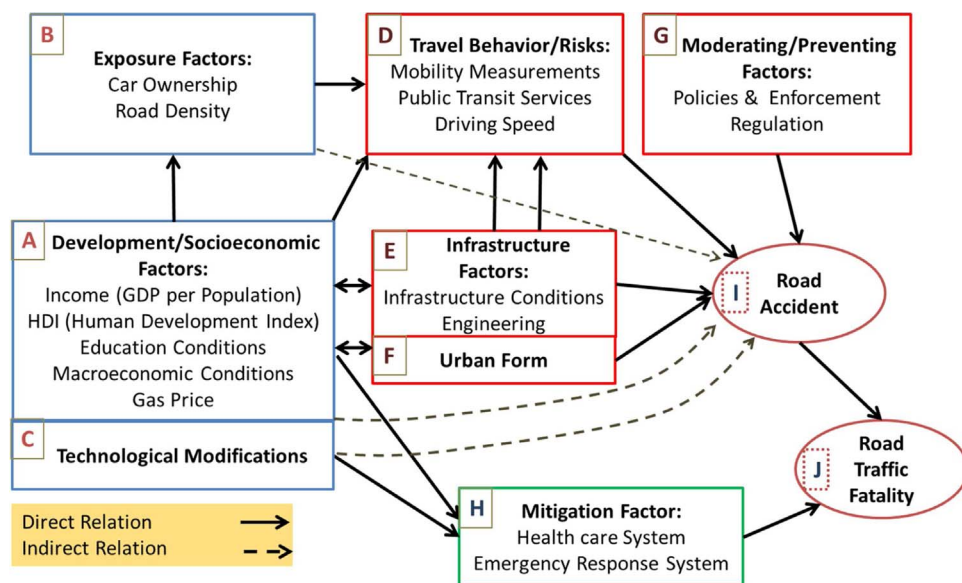 B
Exposure Factors:
Car Ownership
Road Density
D
Travel Behavior/Risks:
Mobility Measurements
Public Transit Services
Driving Speed
G
Moderating/Preventing
Factors:
Policies & Enforcement
Regulation
A
Development/Socioeconomic
Factors:
Income (GDP per Population)
HDI (Human Development Index)
Education Conditions
Macroeconomic Conditions
Gas Price
E
Infrastructure
Factors:
Infrastructure Conditions
Engineering
F
Urban Form
I
Road
Accident
C
Technological Modifications
J
Road
Traffic
Fatality
H
Mitigation Factor:
Health care System
Emergency Response System
Direct Relation
Indirect Relation